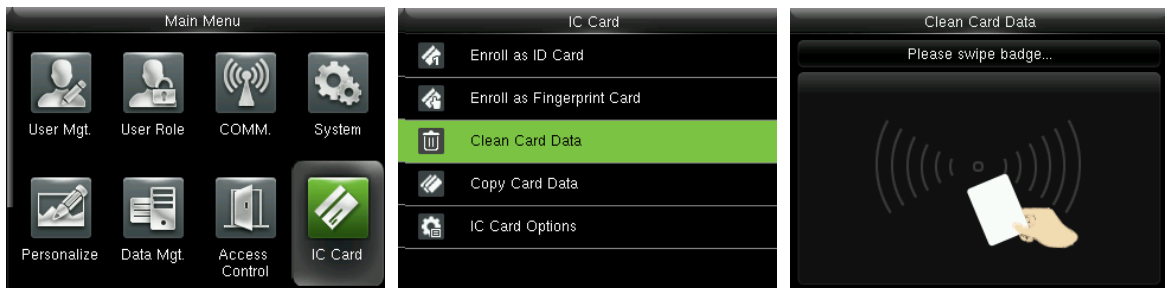 Main Menu
User Mgt.
User Role
COMM.
System
Personalize
Data Mgt.
Access
Control
IC Card
IC Card
Enroll as ID Card
Enroll as Fingerprint Card
Clean Card Data
Copy Card Data
IC Card Options
Clean Card Data
Please swipe badge...